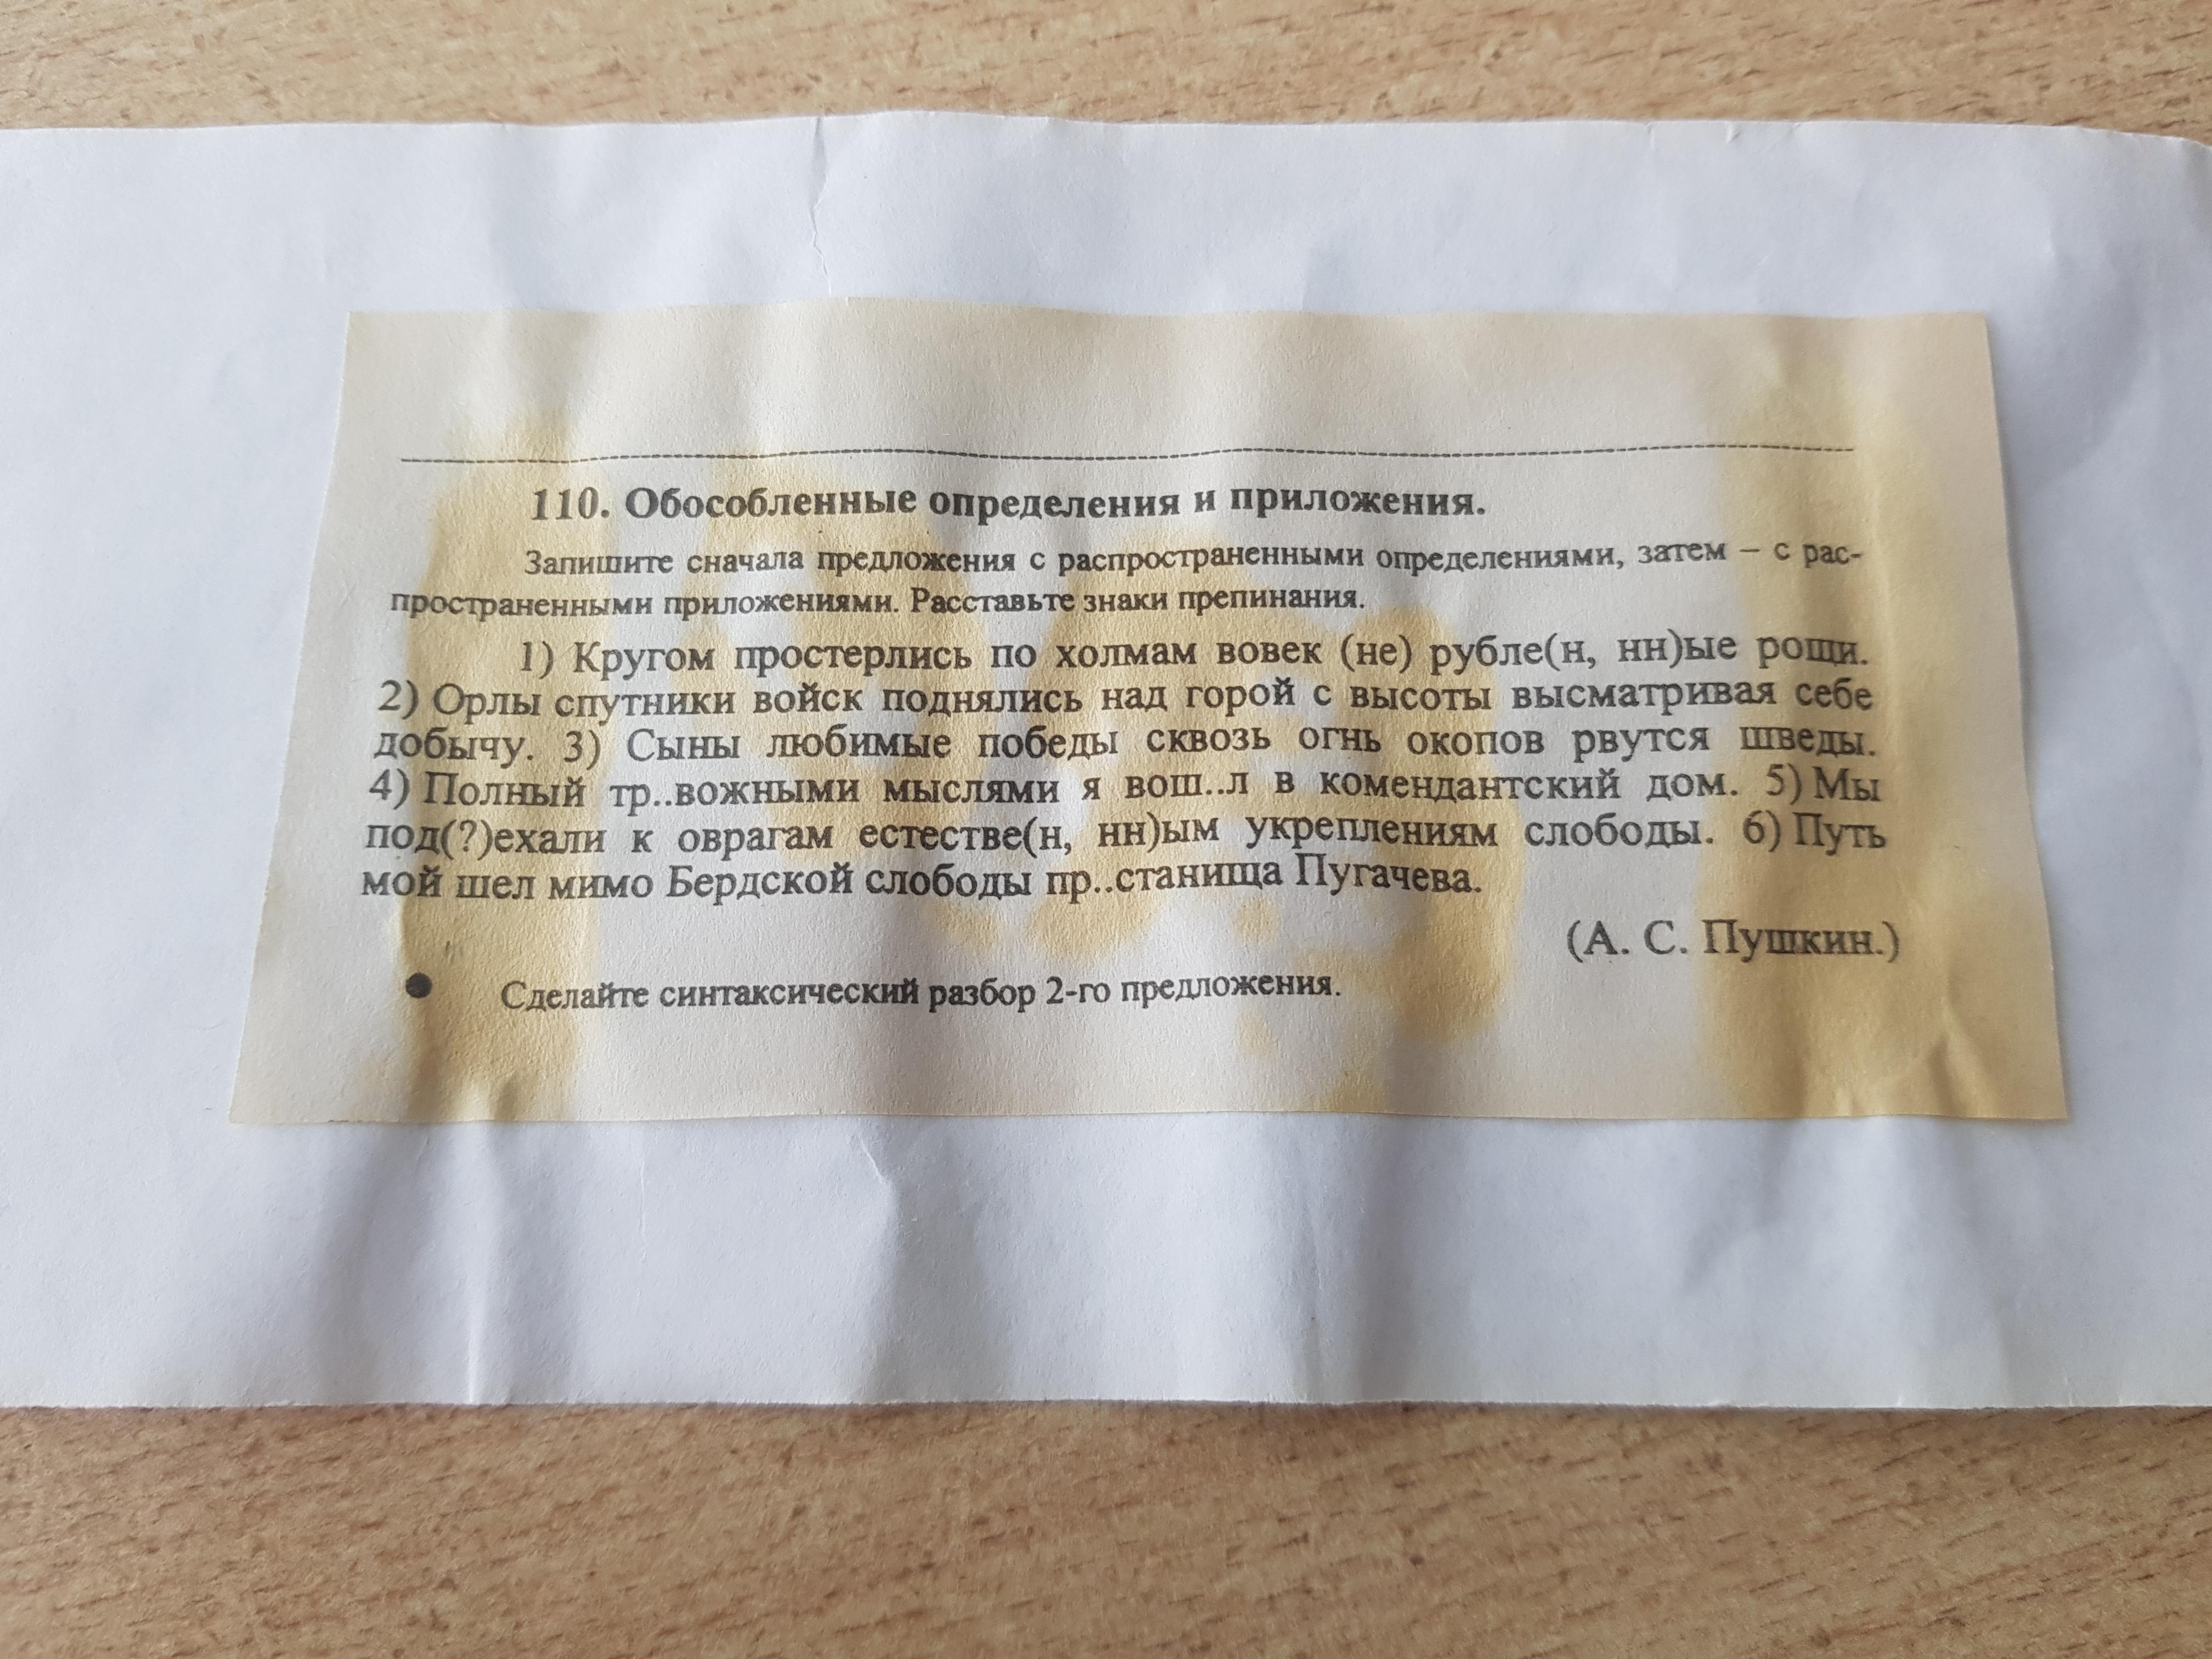 110. Обособленные определения и приложения.
Запишите сначала предложения с распространенными определениями, затем – с рас-
пространенными приложениями. Расставьте знаки препинания.
1) Кругом простерлись по холмам вовек (не) рубле(н, нн)ые рощи.
2) Орлы спутники войск поднялись над горой с высоты высматривая себе
добычу. 3) Сыны любимые победы сквозь огнь окопов рвутся шведы.
4) Полный тр..вожными мыслями я вош..л в комендантский дом. 5) Мы
под(?)ехали к оврагам естестве(н, нн)ым укреплениям слободы. 6) Путь
мой шел мимо Бердской слободы пр..станища Пугачева.
(А. С. Пушкин.)
● Сделайте синтаксический разбор 2-го предложения.